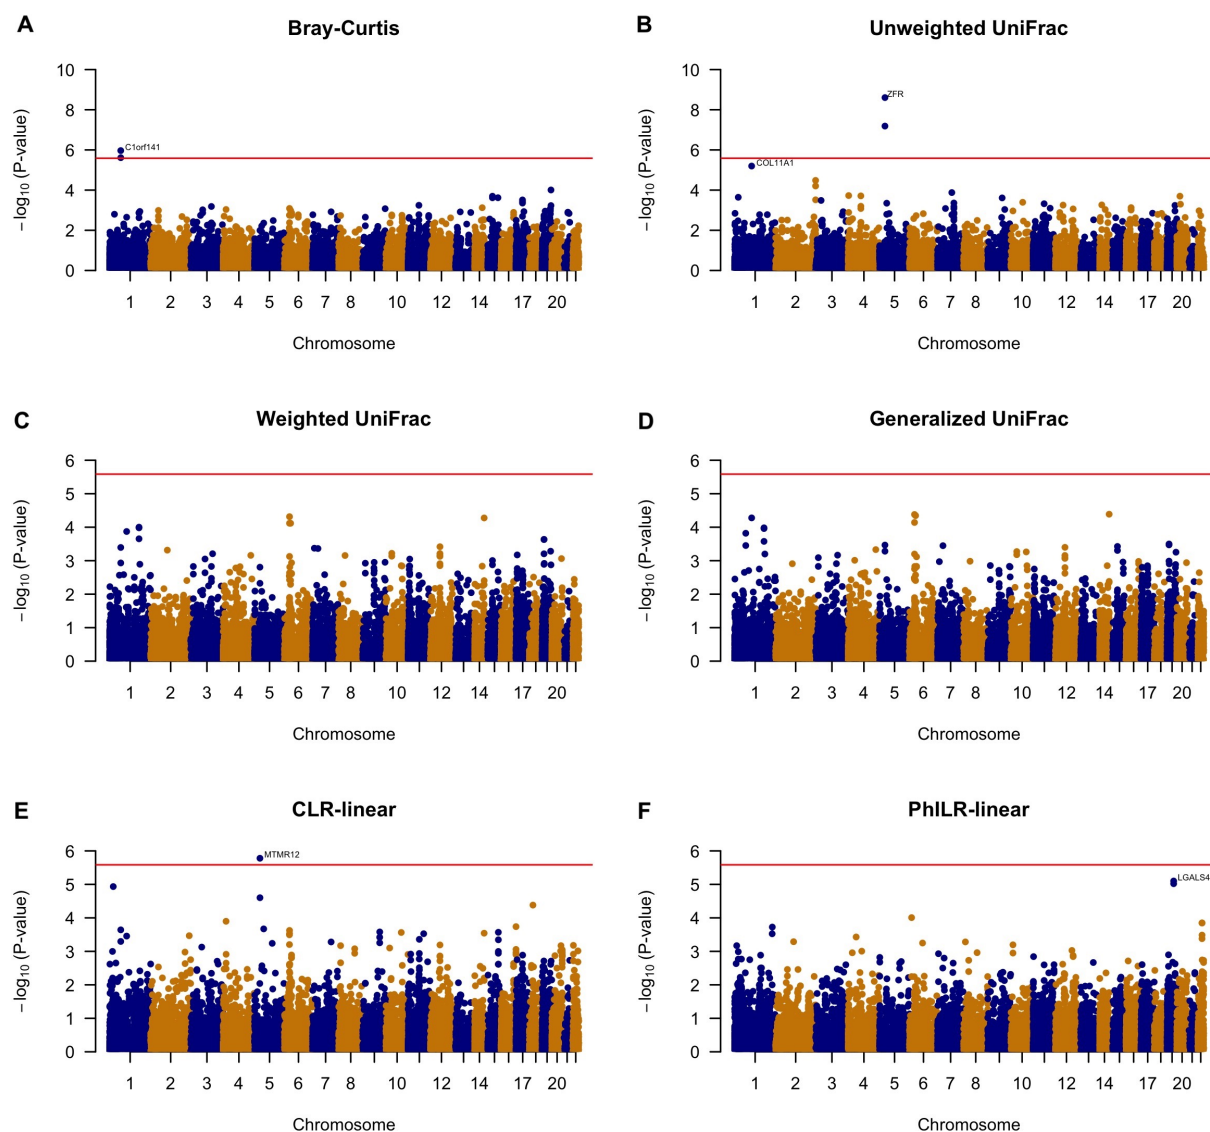 A Bray-Curtis
10
8
6
4
2
0
− log10 (P-value)
C1orf141
1 2 3 4 5 6 7 8 10 12 14 17 20
Chromosome
B Unweighted UniFrac
10
8
6
4
2
0
− log10 (P-value)
ZFR
COL11A1
1 2 3 4 5 6 7 8 10 12 14 17 20
Chromosome
C Weighted UniFrac
6
5
4
3
2
1
0
− log10 (P-value)
1 2 3 4 5 6 7 8 10 12 14 17 20
Chromosome
D Generalized UniFrac
6
5
4
3
2
1
0
− log10 (P-value)
1 2 3 4 5 6 7 8 10 12 14 17 20
Chromosome
E CLR-linear
6
5
4
3
2
1
0
− log10 (P-value)
MTMR12
1 2 3 4 5 6 7 8 10 12 14 17 20
Chromosome
F PhILR-linear
6
5
4
3
2
1
0
− log10 (P-value)
LGALS4
1 2 3 4 5 6 7 8 10 12 14 17 20
Chromosome